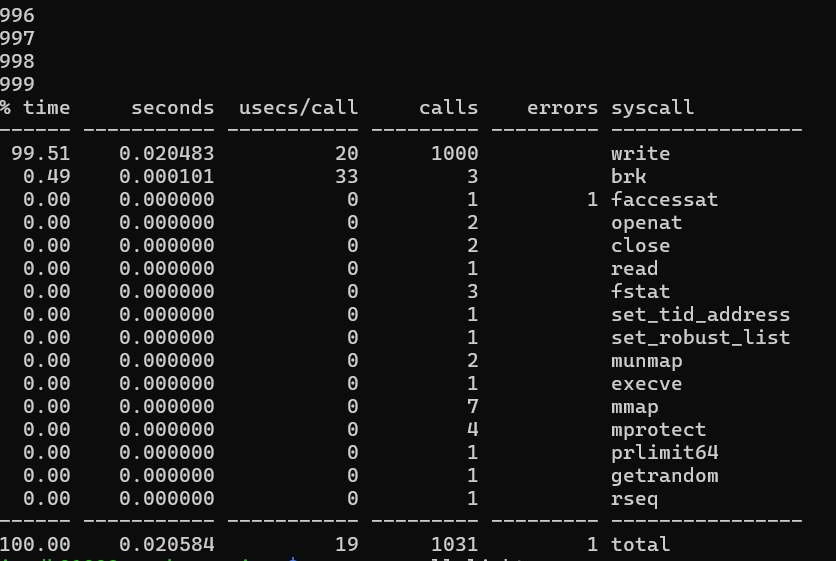 996
997
998
999
% time     seconds  usecs/call     calls    errors syscall
------ ----------- ----------- --------- --------- ----------------
 99.51    0.020483          20      1000           write
  0.49    0.000101          33         3           brk
  0.00    0.000000           0         1         1 faccessat
  0.00    0.000000           0         2           openat
  0.00    0.000000           0         2           close
  0.00    0.000000           0         1           read
  0.00    0.000000           0         3           fstat
  0.00    0.000000           0         1           set_tid_address
  0.00    0.000000           0         1           set_robust_list
  0.00    0.000000           0         2           munmap
  0.00    0.000000           0         1           execve
  0.00    0.000000           0         7           mmap
  0.00    0.000000           0         4           mprotect
  0.00    0.000000           0         1           prlimit64
  0.00    0.000000           0         1           getrandom
  0.00    0.000000           0         1           rseq
------ ----------- ----------- --------- --------- ----------------
100.00    0.020584          19      1031         1 total